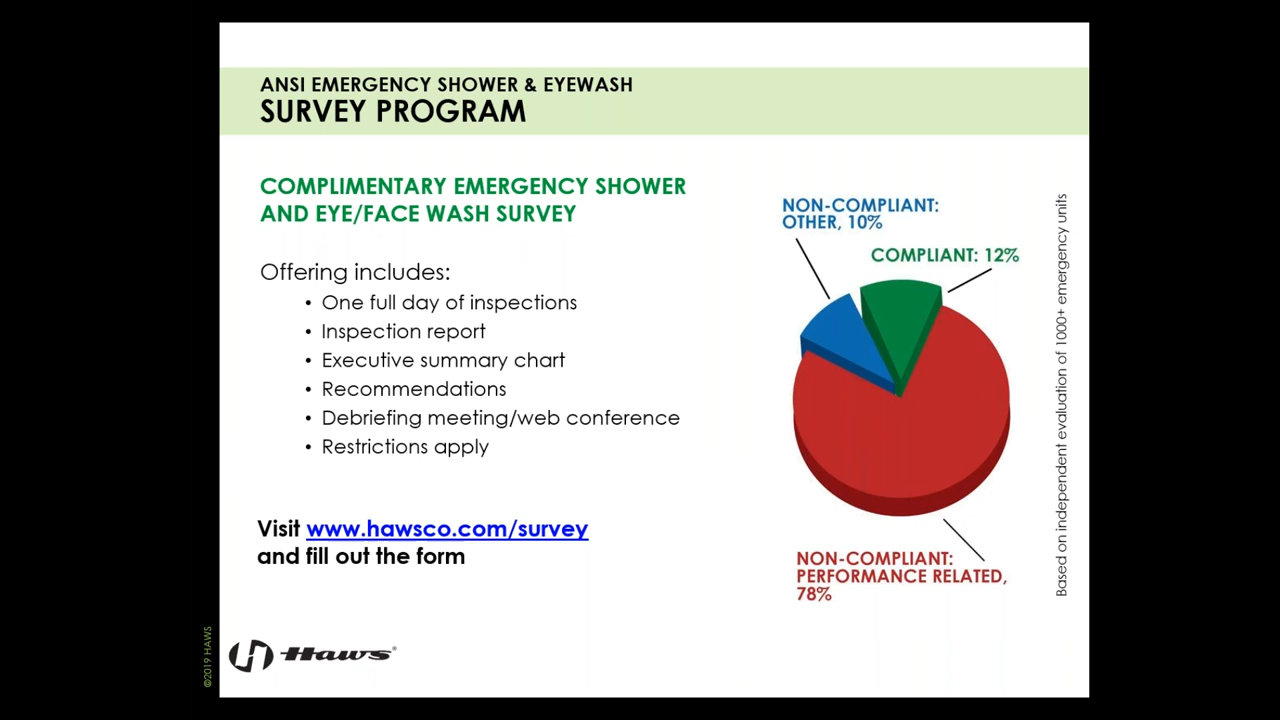 ANSI EMERGENCY SHOWER & EYEWASH
SURVEY PROGRAM
COMPLIMENTARY EMERGENCY SHOWER
AND EYE/FACE WASH SURVEY
Offering includes:
• One full day of inspections
• Inspection report
• Executive summary chart
• Recommendations
• Debriefing meeting/web conference
• Restrictions apply
Visit www.hawsco.com/survey
and fill out the form
NON-COMPLIANT:
OTHER, 10%
COMPLIANT: 12%
NON-COMPLIANT:
PERFORMANCE RELATED,
78%
Based on independent evaluation of 1000+ emergency units
©2019 HAWS
Haws®